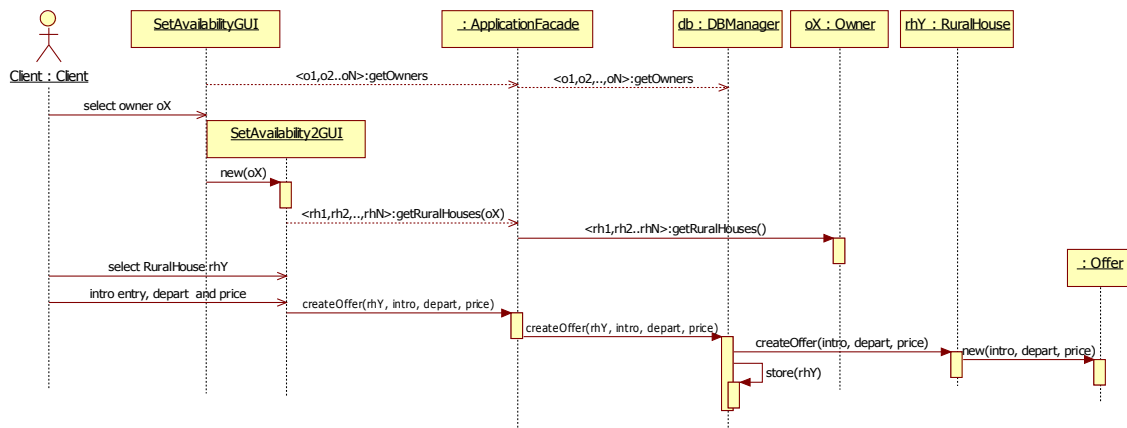 SetAvailabilityGUI
: ApplicationFacade
db : DBManager
oX : Owner
rhY : RuralHouse
Client : Client
<o1,o2..oN>:getOwners
<o1,o2,..,oN>:getOwners
select owner oX
SetAvailability2GUI
new(oX)
<rh1,rh2,..,rhN>:getRuralHouses(oX)
<rh1,rh2..rhN>:getRuralHouses()
select RuralHouse rhY
: Offer
intro entry, depart and price
createOffer(rhY, intro, depart, price)
createOffer(rhY, intro, depart, price)
createOffer(intro, depart, price)
new(intro, depart, price)
store(rhY)